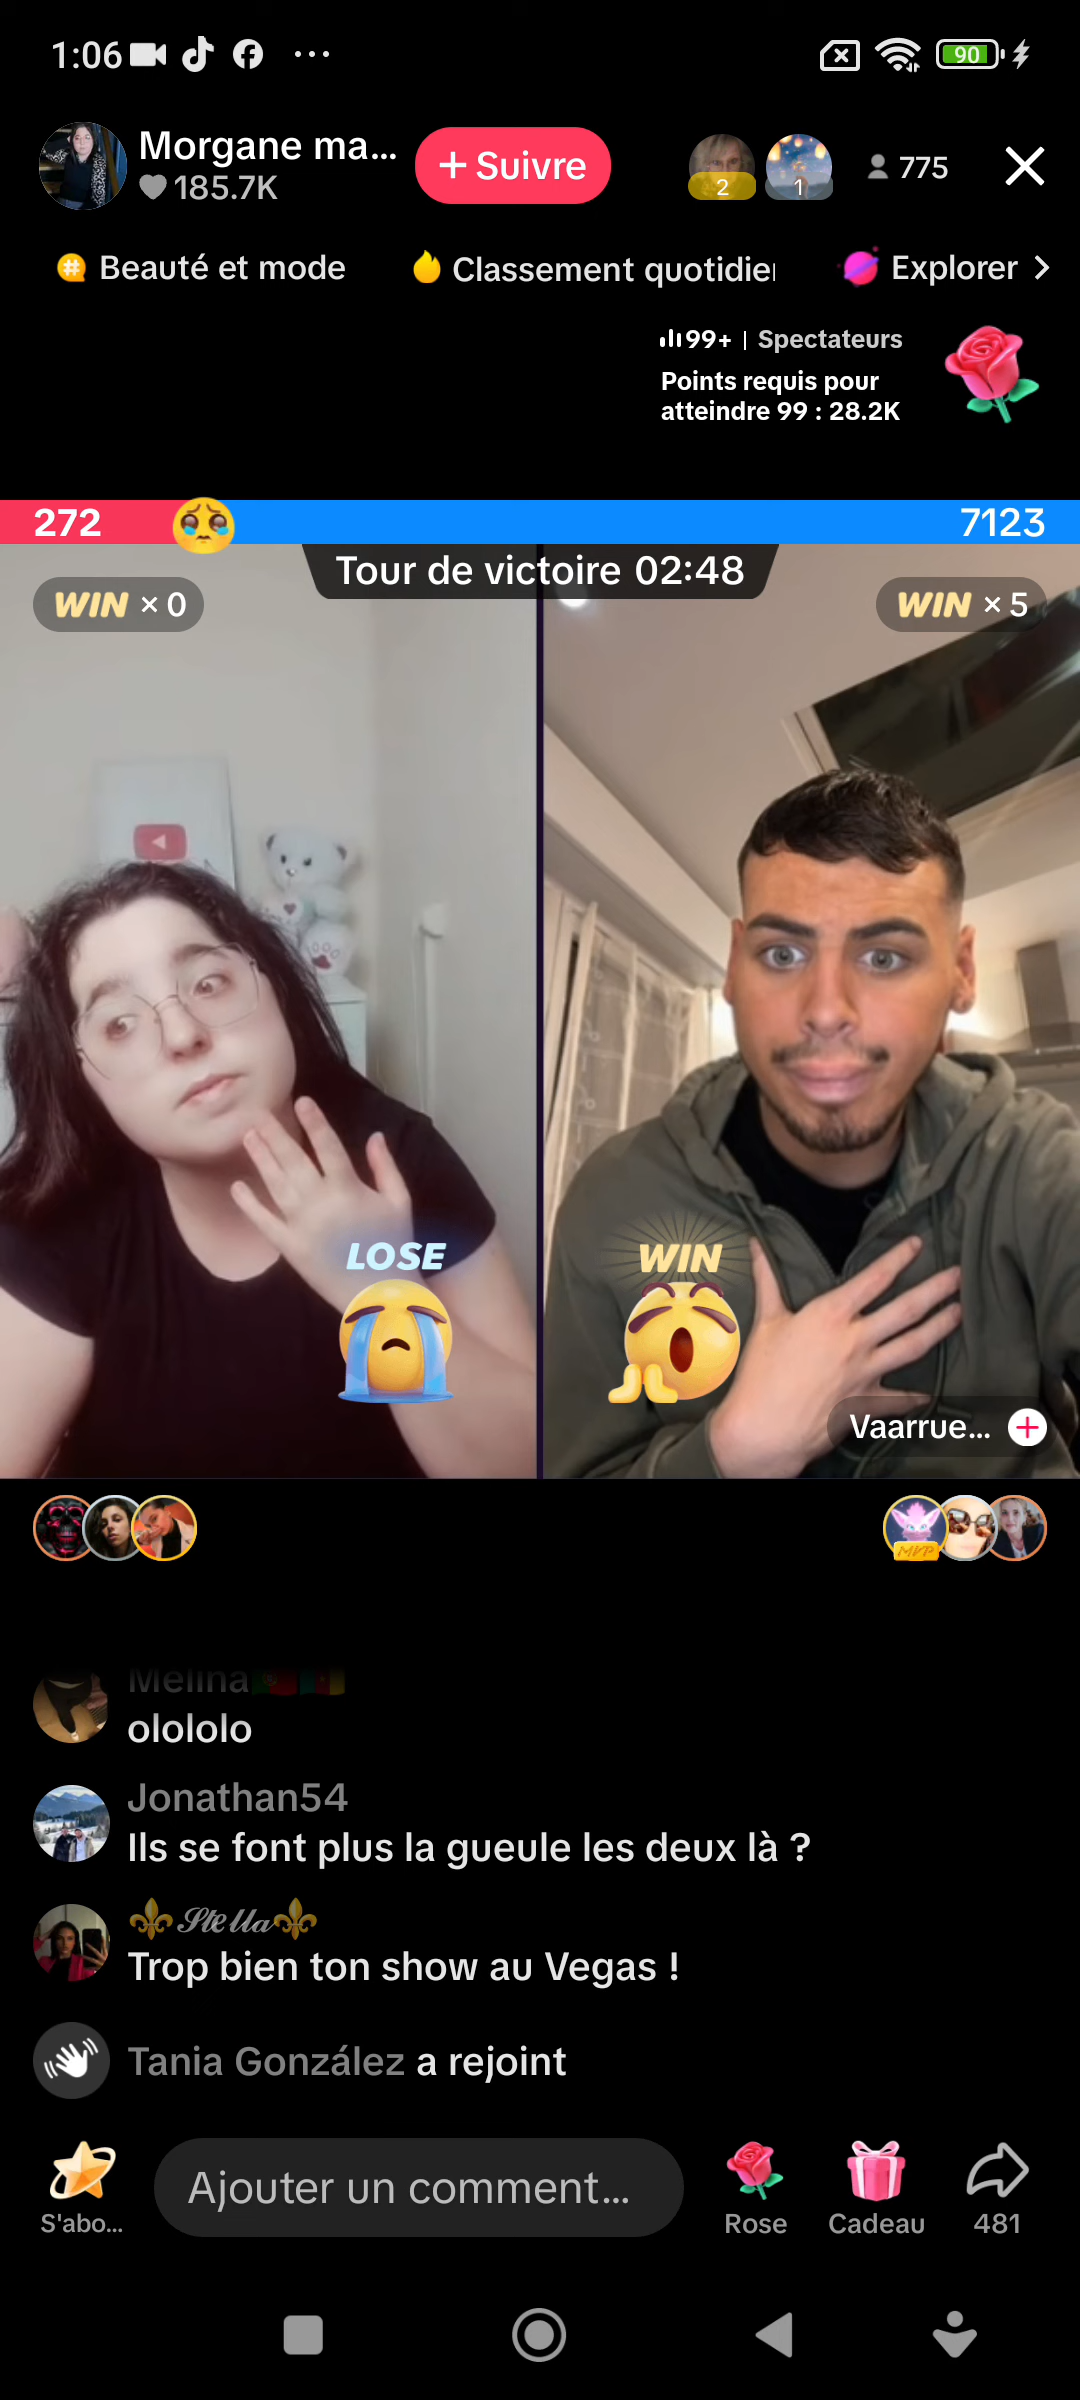 1:06
90
Morgane ma...
185.7K
+ Suivre
2
1
775
Beauté et mode
Classement quotidie
Explorer >
99+ | Spectateurs
Points requis pour
atteindre 99 : 28.2K
272
7123
Tour de victoire 02:48
WIN × 0
WIN × 5
LOSE
WIN
Vaarrue...
MVP
Melina
olololo
Jonathan54
Ils se font plus la gueule les deux là ?
⚜️Stella⚜️
Trop bien ton show au Vegas !
Tania González a rejoint
S'abo...
Ajouter un comment...
Rose
Cadeau
481